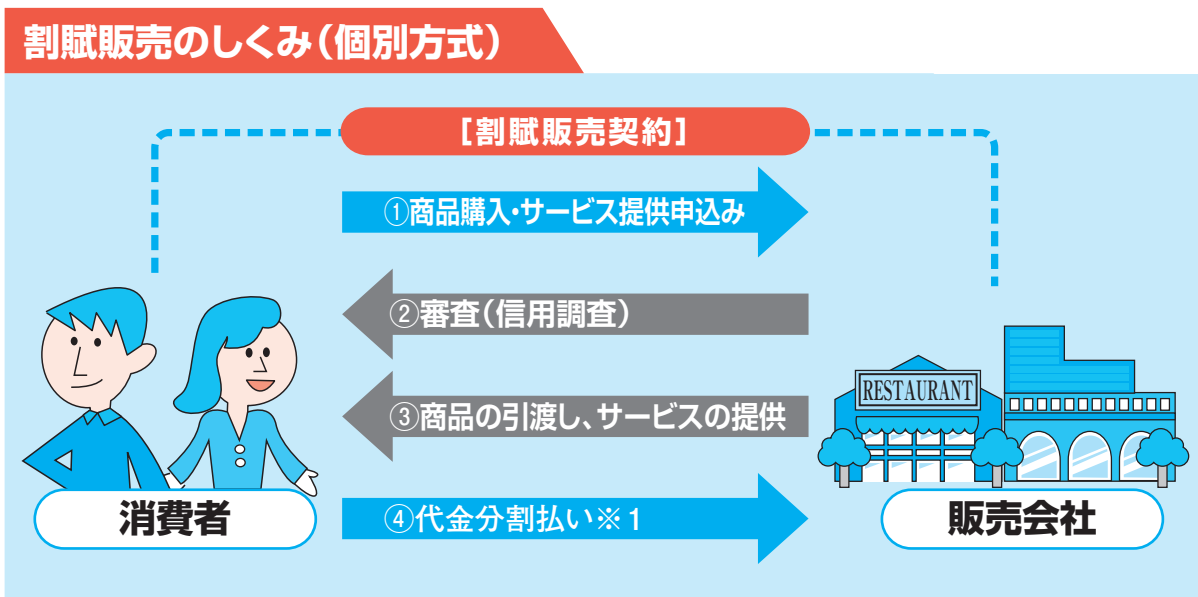 割賦販売のしくみ（個別方式）
［割賦販売契約］
①商品購入・サービス提供申込み
②審査（信用調査）
③商品の引渡し、サービスの提供
④代金分割払い※1
消費者
RESTAURANT
販売会社